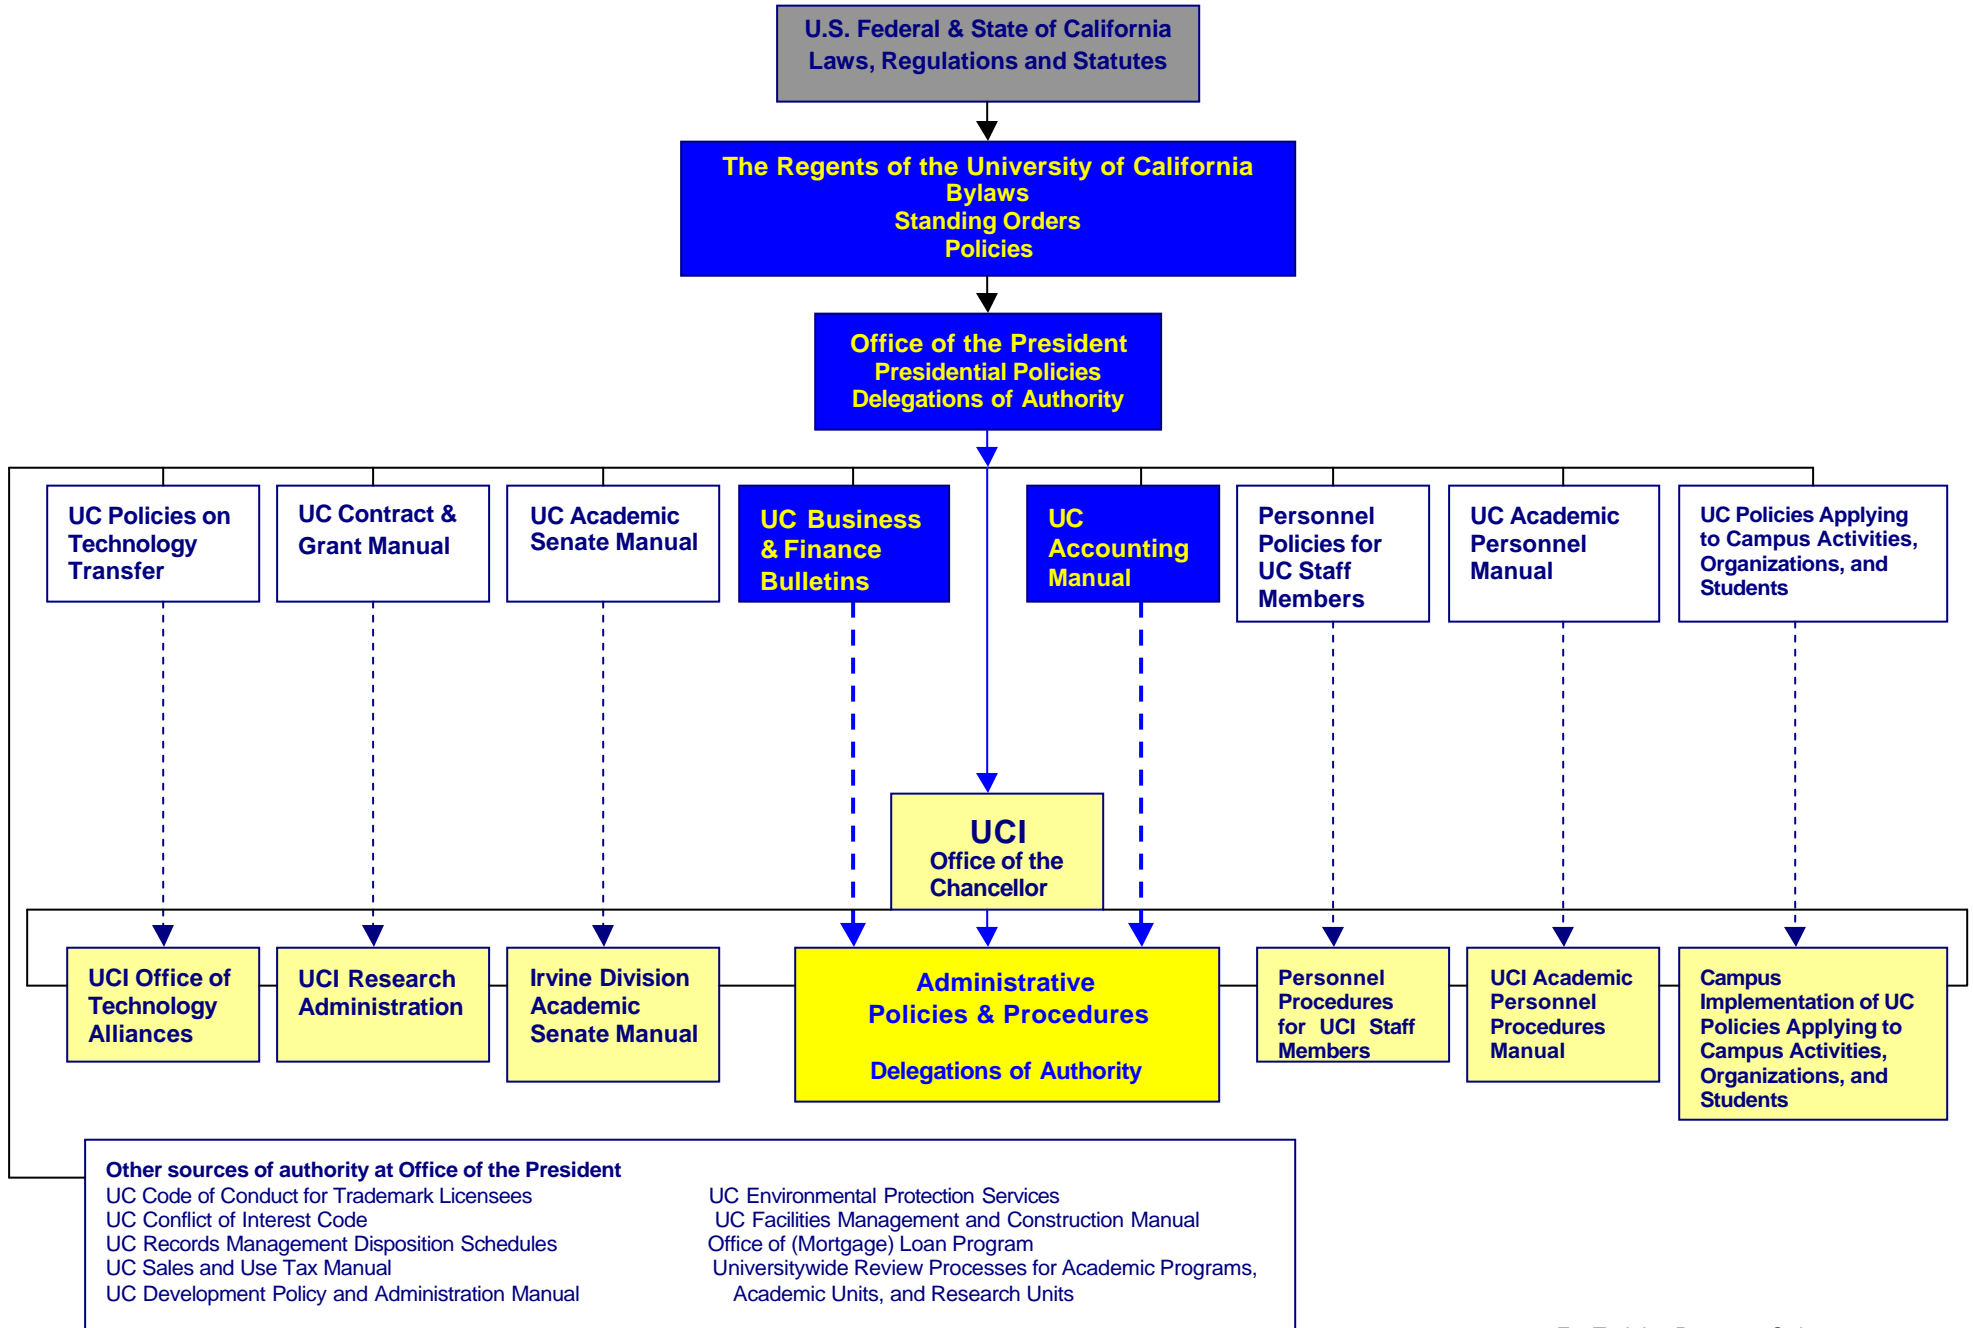 U.S. Federal & State of California
Laws, Regulations and Statutes
The Regents of the University of California
Bylaws
Standing Orders
Policies
Office of the President
Presidential Policies
Delegations of Authority
UC Policies on
Technology
Transfer
UC Contract &
Grant Manual
UC Academic
Senate Manual
UC Business
& Finance
Bulletins
UC
Accounting
Manual
Personnel
Policies for
UC Staff
Members
UC Academic
Personnel
Manual
UC Policies Applying
to Campus Activities,
Organizations, and
Students
UCI
Office of the
Chancellor
UCI Office of
Technology
Alliances
UCI Research
Administration
Irvine Division
Academic
Senate Manual
Administrative
Policies & Procedures
Delegations of Authority
Personnel
Procedures
for UCI Staff
Members
UCI Academic
Personnel
Procedures
Manual
Campus
Implementation of UC
Policies Applying to
Campus Activities,
Organizations, and
Students
Other sources of authority at Office of the President
UC Code of Conduct for Trademark Licensees
UC Conflict of Interest Code
UC Records Management Disposition Schedules
UC Sales and Use Tax Manual
UC Development Policy and Administration Manual
UC Environmental Protection Services
UC Facilities Management and Construction Manual
Office of (Mortgage) Loan Program
Universitywide Review Processes for Academic Programs,
Academic Units, and Research Units